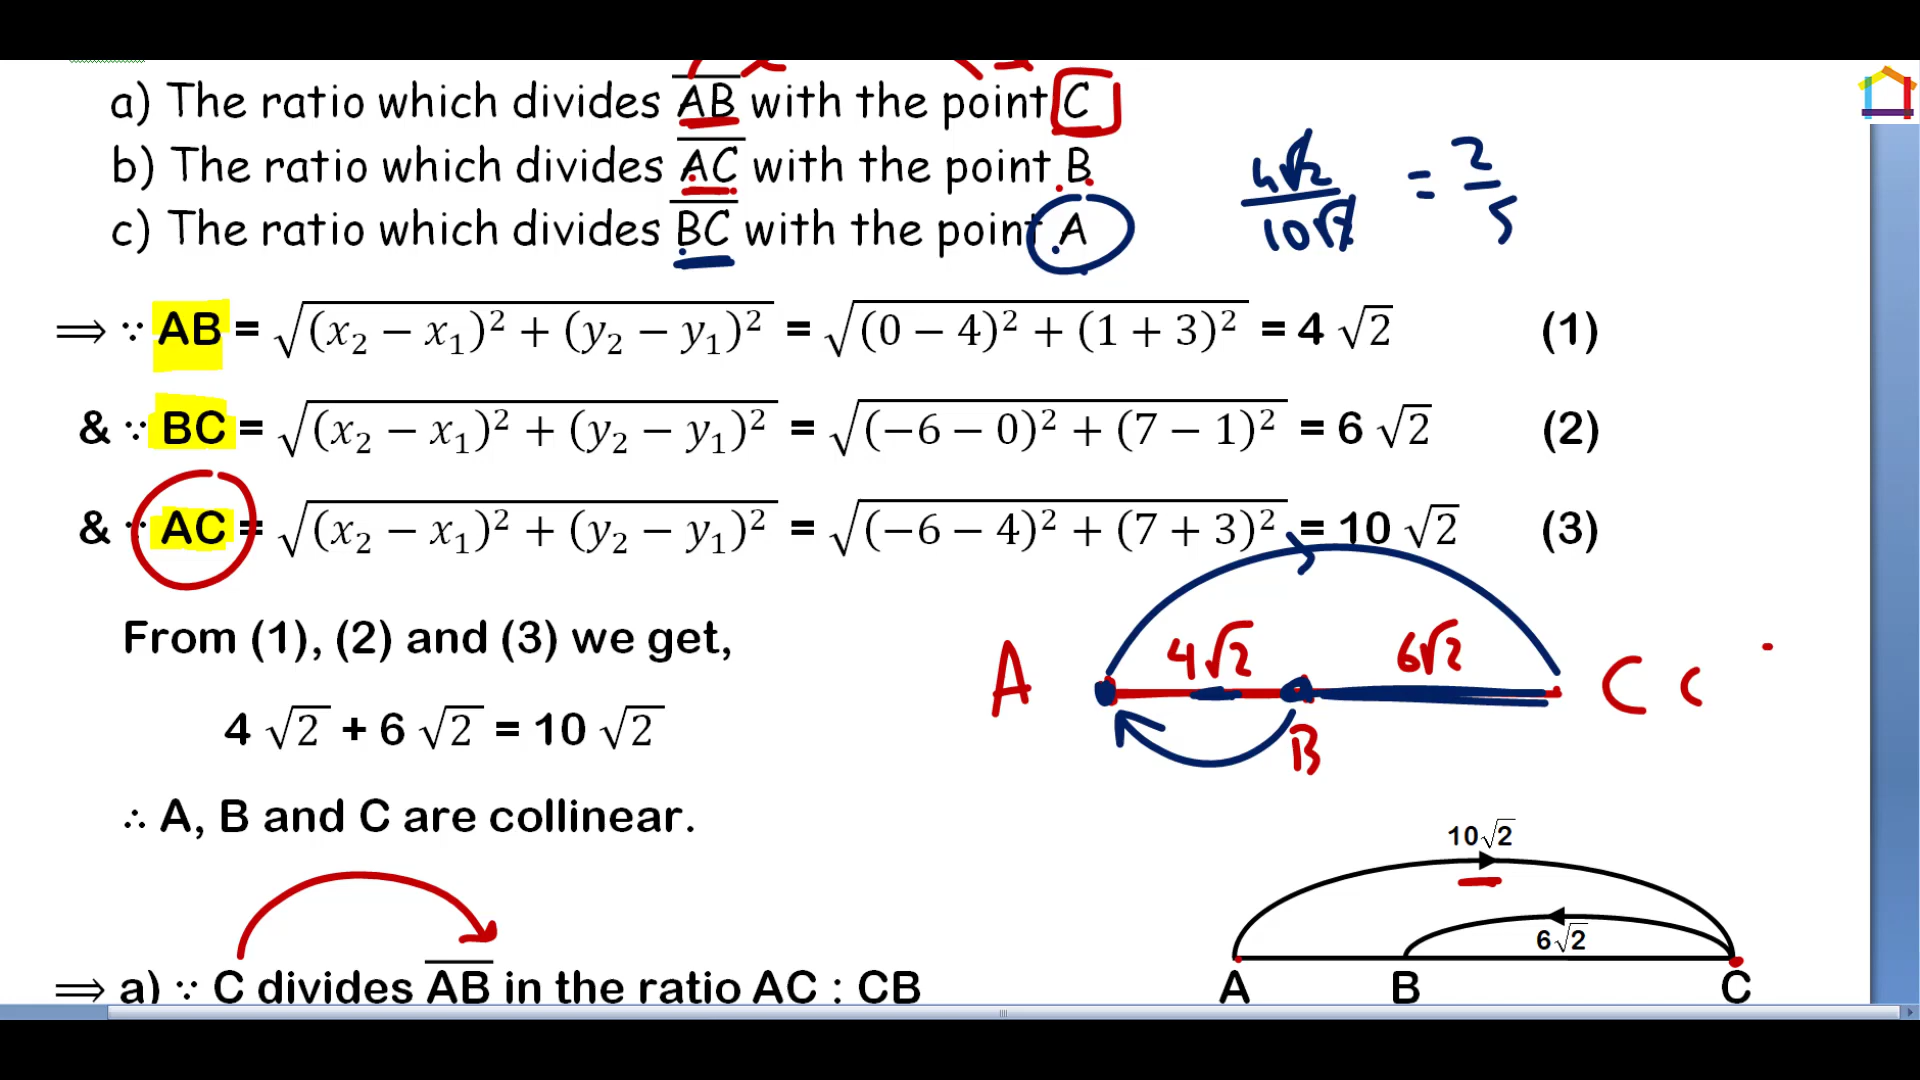 a) The ratio which divides AB with the point C
b) The ratio which divides AC with the point B
c) The ratio which divides BC with the point A
4√2/10√2 = 2/5
⟹ ∵ AB = √((x₂ − x₁)² + (y₂ − y₁)²) = √((0 − 4)² + (1 + 3)²) = 4 √2 (1)
& ∵ BC = √((x₂ − x₁)² + (y₂ − y₁)²) = √((−6 − 0)² + (7 − 1)²) = 6 √2 (2)
& ∵ AC = √((x₂ − x₁)² + (y₂ − y₁)²) = √((−6 − 4)² + (7 + 3)²) = 10 √2 (3)
From (1), (2) and (3) we get,
4√2 6√2
A C C
B
4 √2 + 6 √2 = 10 √2
∴ A, B and C are collinear.
10√2
6√2
A B C
⟹ a) ∵ C divides AB in the ratio AC : CB